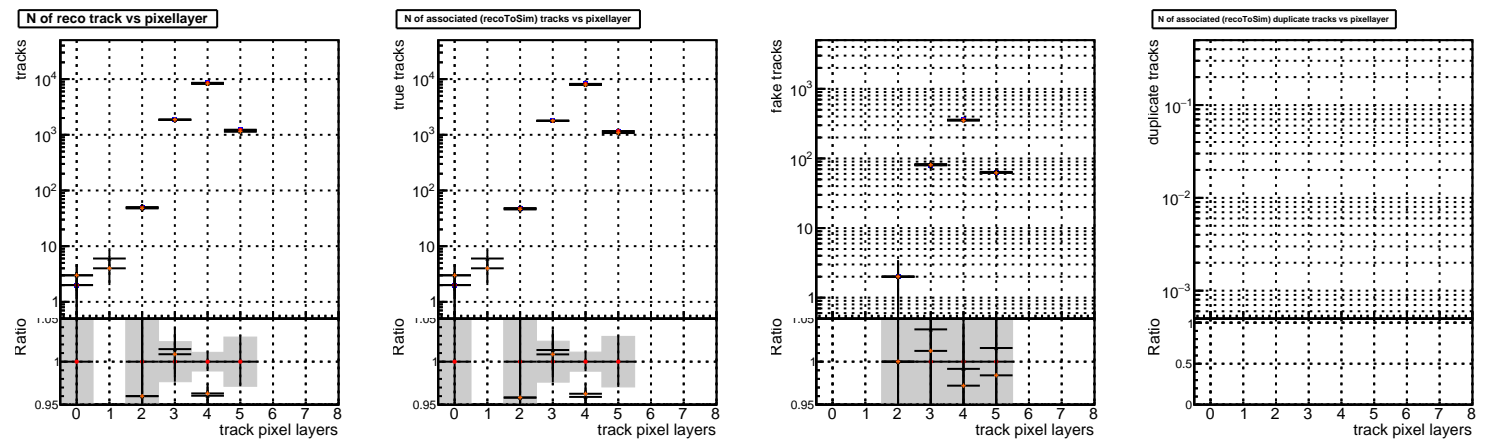 N of reco track vs pixellayer
tracks
10⁴
10³
10²
10
1
Ratio
1.05
1
0.95
0 1 2 3 4 5 6 7 8
track pixel layers
N of associated (recoToSim) tracks vs pixellayer
true tracks
10⁴
10³
10²
10
1
Ratio
1.05
1
0.95
0 1 2 3 4 5 6 7 8
track pixel layers
fake tracks
10³
10²
10
1
Ratio
1.05
1
0.95
0 1 2 3 4 5 6 7 8
track pixel layers
N of associated (recoToSim) duplicate tracks vs pixellayer
duplicate tracks
10⁻¹
10⁻²
10⁻³
Ratio
1
0.5
0
0 1 2 3 4 5 6 7 8
track pixel layers